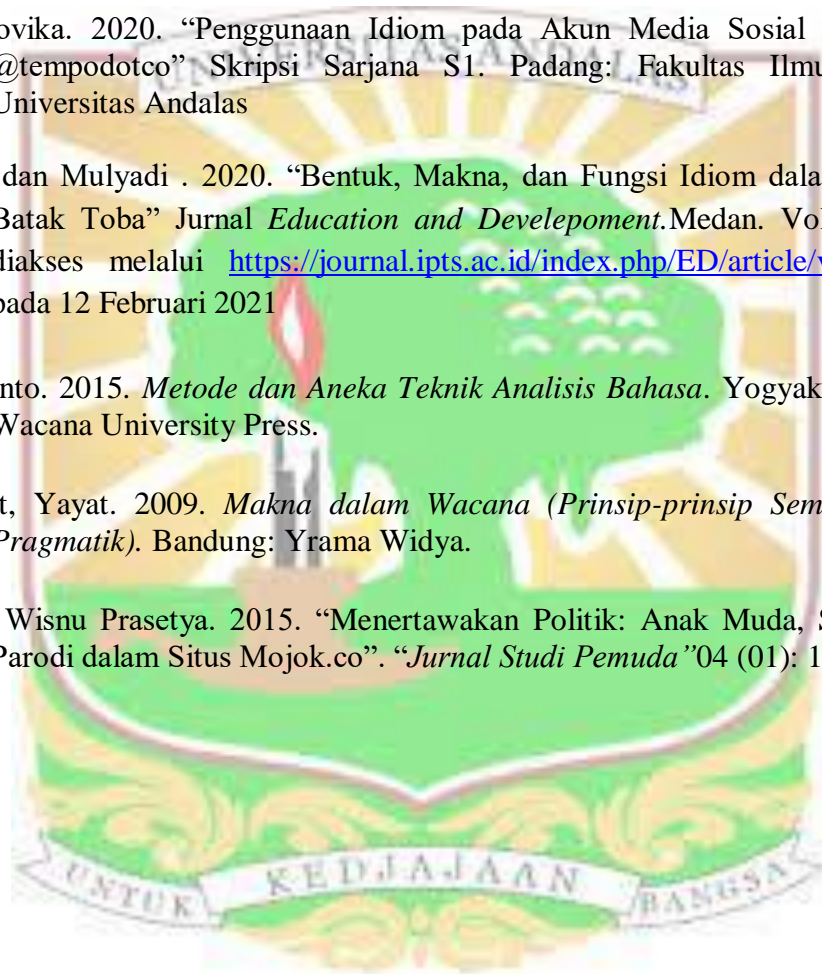 ovika. 2020. “Penggunaan Idiom pada Akun Media Sosial
@tempodotco” Skripsi Sarjana S1. Padang: Fakultas Ilmu
Universitas Andalas
dan Mulyadi . 2020. “Bentuk, Makna, dan Fungsi Idiom dala
Batak Toba” Jurnal Education and Develepoment.Medan. Vol
diakses melalui https://journal.ipts.ac.id/index.php/ED/article/v
pada 12 Februari 2021
nto. 2015. Metode dan Aneka Teknik Analisis Bahasa. Yogyak
Wacana University Press.
t, Yayat. 2009. Makna dalam Wacana (Prinsip-prinsip Sem
Pragmatik). Bandung: Yrama Widya.
Wisnu Prasetya. 2015. “Menertawakan Politik: Anak Muda, S
Parodi dalam Situs Mojok.co”. “Jurnal Studi Pemuda”04 (01): 1
UNIVERSITAS ANDALAS
UNTUK KEDJAJAAN BANGSA